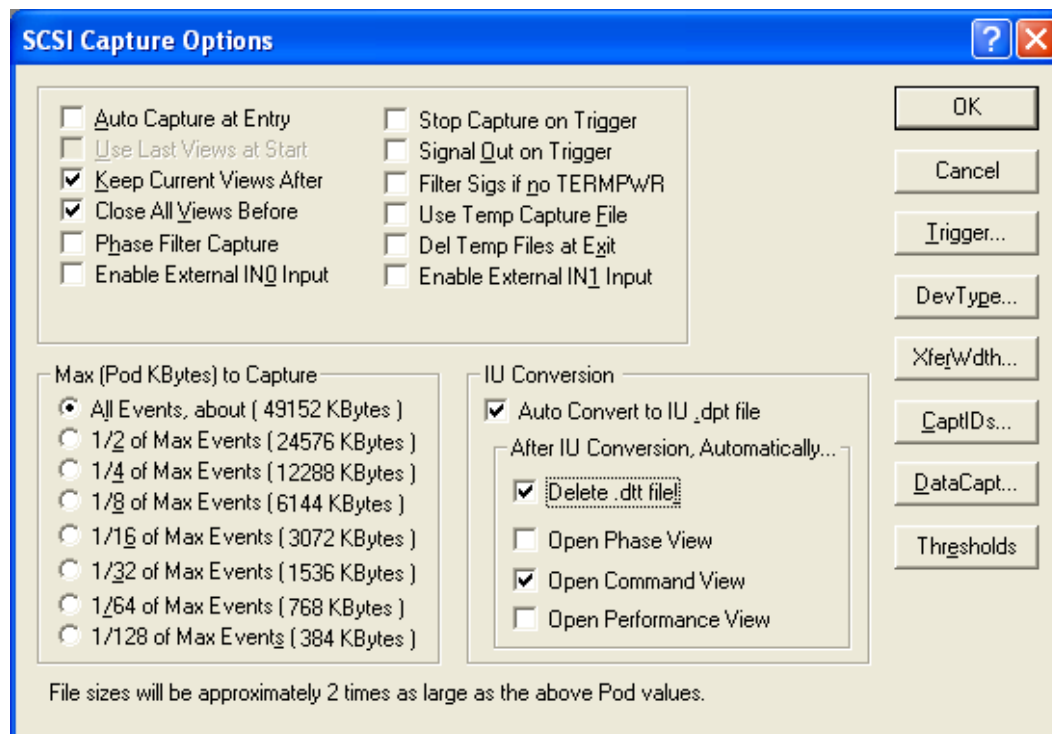 SCSI Capture Options
Auto Capture at Entry
Use Last Views at Start
Keep Current Views After
Close All Views Before
Phase Filter Capture
Enable External IN0 Input
Stop Capture on Trigger
Signal Out on Trigger
Filter Sigs if no TERMPWR
Use Temp Capture File
Del Temp Files at Exit
Enable External IN1 Input
Max (Pod KBytes) to Capture
All Events, about ( 49152 KBytes )
1/2 of Max Events ( 24576 KBytes )
1/4 of Max Events ( 12288 KBytes )
1/8 of Max Events ( 6144 KBytes )
1/16 of Max Events ( 3072 KBytes )
1/32 of Max Events ( 1536 KBytes )
1/64 of Max Events ( 768 KBytes )
1/128 of Max Events ( 384 KBytes )
IU Conversion
Auto Convert to IU .dpt file
After IU Conversion, Automatically...
Delete .dtt file!
Open Phase View
Open Command View
Open Performance View
OK
Cancel
Trigger...
DevType...
XferWdth...
CaptIDs...
DataCapt...
Thresholds
File sizes will be approximately 2 times as large as the above Pod values.